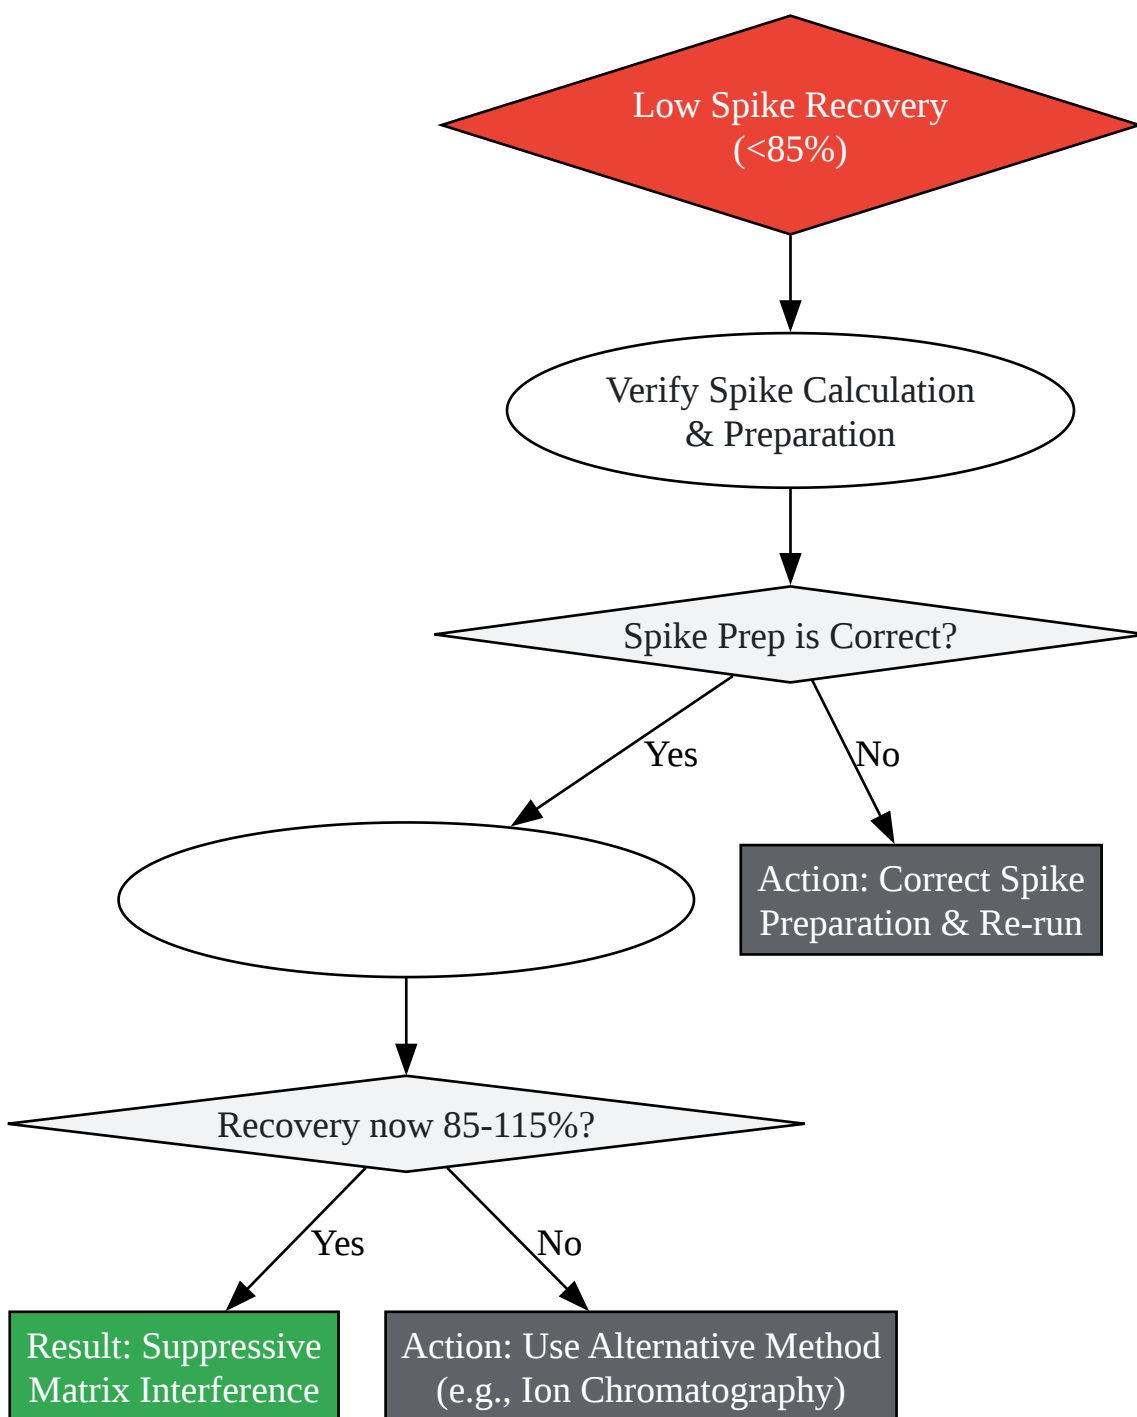 Low Spike Recovery
(<85%)
Verify Spike Calculation
& Preparation
Spike Prep is Correct?
Yes
No
Action: Correct Spike
Preparation & Re-run
Recovery now 85-115%?
Yes
No
Result: Suppressive
Matrix Interference
Action: Use Alternative Method
(e.g., Ion Chromatography)